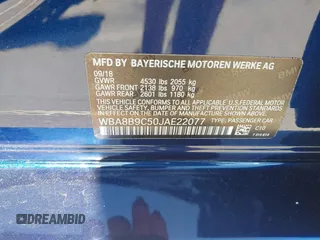 MFD BY BAYERISCHE MOTOREN WERKE AG
09/18
GVWR 4530 lbs 2055 kg
GAWR FRONT 2138 lbs 970 kg
GAWR REAR 2601 lbs 1180 kg
THIS VEHICLE CONFORMS TO ALL APPLICABLE
FEDERAL MOTOR VEHICLE SAFETY, BUMPER,
AND THEFT PREVENTION STANDARDS IN EFFECT
ON THE DATE OF MANUFACTURE SHOWN ABOVE.
WBA8B9C50JAE22077 C10
PASSENGER CAR
DREAMBID